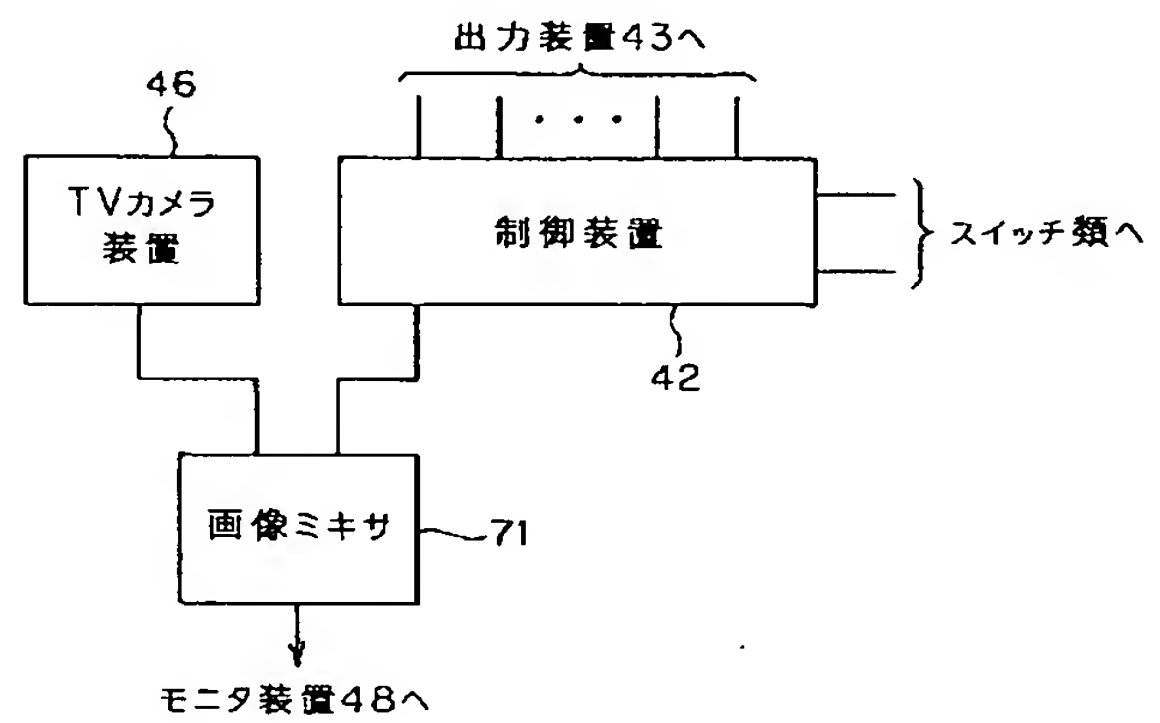 出力装置43へ
46
TVカメラ
装置
制御装置
スイッチ類へ
42
画像ミキサ
71
モニタ装置48へ